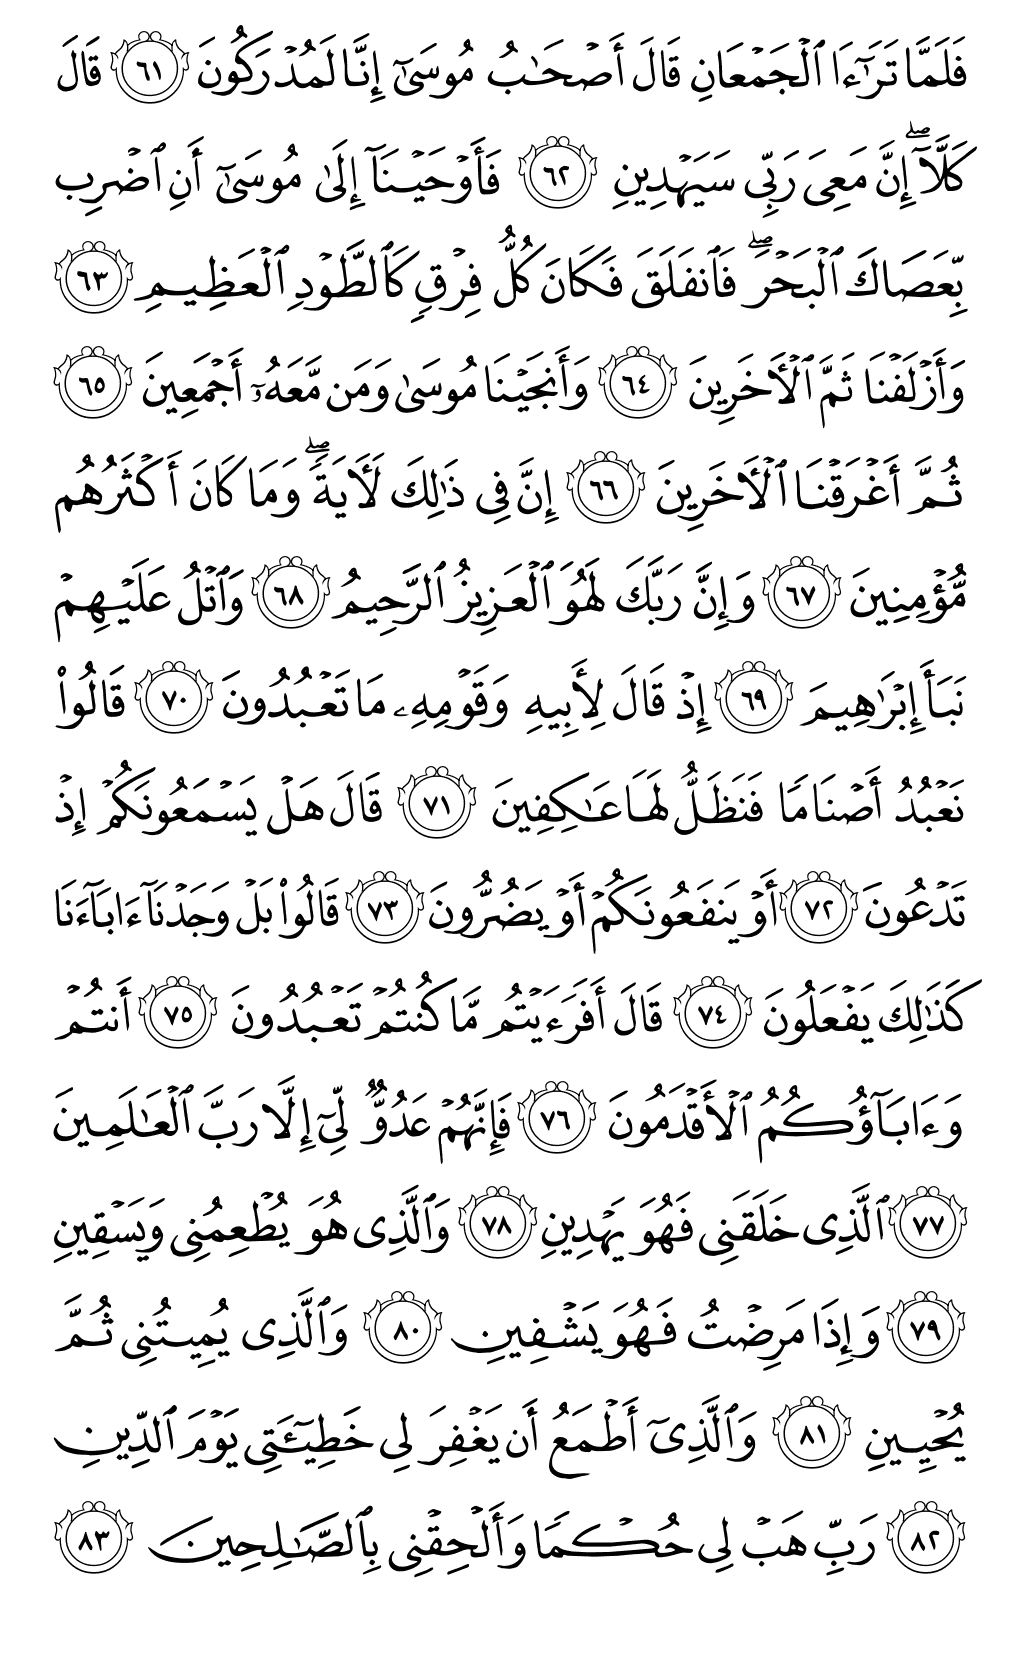 فَلَمَّا تَرَٰٓءَا ٱلْجَمْعَانِ قَالَ أَصْحَٰبُ مُوسَىٰٓ إِنَّا لَمُدْرَكُونَ ٦١ قَالَ
كَلَّآ ۖ إِنَّ مَعِىَ رَبِّى سَيَهْدِينِ ٦٢ فَأَوْحَيْنَآ إِلَىٰ مُوسَىٰٓ أَنِ ٱضْرِب
بِّعَصَاكَ ٱلْبَحْرَ ۖ فَٱنفَلَقَ فَكَانَ كُلُّ فِرْقٍ كَٱلطَّوْدِ ٱلْعَظِيمِ ٦٣
وَأَزْلَفْنَا ثَمَّ ٱلْءَاخَرِينَ ٦٤ وَأَنجَيْنَا مُوسَىٰ وَمَن مَّعَهُۥٓ أَجْمَعِينَ ٦٥
ثُمَّ أَغْرَقْنَا ٱلْءَاخَرِينَ ٦٦ إِنَّ فِى ذَٰلِكَ لَءَايَةً ۖ وَمَا كَانَ أَكْثَرُهُم
مُّؤْمِنِينَ ٦٧ وَإِنَّ رَبَّكَ لَهُوَ ٱلْعَزِيزُ ٱلرَّحِيمُ ٦٨ وَٱتْلُ عَلَيْهِمْ
نَبَأَ إِبْرَٰهِيمَ ٦٩ إِذْ قَالَ لِأَبِيهِ وَقَوْمِهِۦ مَا تَعْبُدُونَ ٧٠ قَالُوا۟
نَعْبُدُ أَصْنَامًا فَنَظَلُّ لَهَا عَٰكِفِينَ ٧١ قَالَ هَلْ يَسْمَعُونَكُمْ إِذْ
تَدْعُونَ ٧٢ أَوْ يَنفَعُونَكُمْ أَوْ يَضُرُّونَ ٧٣ قَالُوا۟ بَلْ وَجَدْنَآ ءَابَآءَنَا
كَذَٰلِكَ يَفْعَلُونَ ٧٤ قَالَ أَفَرَءَيْتُم مَّا كُنتُمْ تَعْبُدُونَ ٧٥ أَنتُمْ
وَءَابَآؤُكُمُ ٱلْأَقْدَمُونَ ٧٦ فَإِنَّهُمْ عَدُوٌّ لِّىٓ إِلَّا رَبَّ ٱلْعَٰلَمِينَ
٧٧ ٱلَّذِى خَلَقَنِى فَهُوَ يَهْدِينِ ٧٨ وَٱلَّذِى هُوَ يُطْعِمُنِى وَيَسْقِينِ
٧٩ وَإِذَا مَرِضْتُ فَهُوَ يَشْفِينِ ٨٠ وَٱلَّذِى يُمِيتُنِى ثُمَّ
يُحْيِينِ ٨١ وَٱلَّذِىٓ أَطْمَعُ أَن يَغْفِرَ لِى خَطِيٓـَٔتِى يَوْمَ ٱلدِّينِ
٨٢ رَبِّ هَبْ لِى حُكْمًا وَأَلْحِقْنِى بِٱلصَّٰلِحِينَ ٨٣